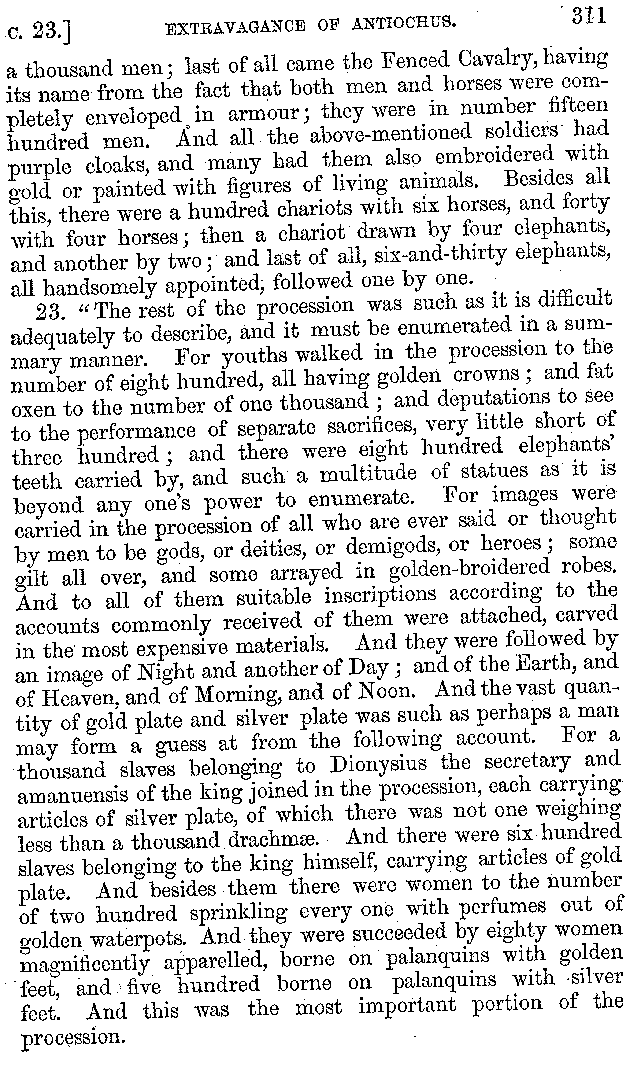 C. 23.] EXTRAVAGANCE OF ANTIOCHUS. 311
a thousand men; last of all came the Fenced Cavalry, having
its name from the fact that both men and horses were com-
pletely enveloped in armour; they were in number fifteen
hundred men. And all the above-mentioned soldiers had
purple cloaks, and many had them also embroidered with
gold or painted with figures of living animals. Besides all
this, there were a hundred chariots with six horses, and forty
with four horses; then a chariot drawn by four elephants,
and another by two; and last of all, six-and-thirty elephants,
all handsomely appointed, followed one by one.
23. "The rest of the procession was such as it is difficult
adequately to describe, and it must be enumerated in a sum-
mary manner. For youths walked in the procession to the
number of eight hundred, all having golden crowns; and fat
oxen to the number of one thousand; and deputations to see
to the performance of separate sacrifices, very little short of
three hundred; and there were eight hundred elephants'
teeth carried by, and such a multitude of statues as it is
beyond any one's power to enumerate. For images were
carried in the procession of all who are ever said or thought
by men to be gods, or deities, or demigods, or heroes; some
gilt all over, and some arrayed in golden-broidered robes.
And to all of them suitable inscriptions according to the
accounts commonly received of them were attached, carved
in the most expensive materials. And they were followed by
an image of Night and another of Day; and of the Earth, and
of Heaven, and of Morning, and of Noon. And the vast quan-
tity of gold plate and silver plate was such as perhaps a man
may form a guess at from the following account. For a
thousand slaves belonging to Dionysius the secretary and
amanuensis of the king joined in the procession, each carrying
articles of silver plate, of which there was not one weighing
less than a thousand drachmæ. And there were six hundred
slaves belonging to the king himself, carrying articles of gold
plate. And besides them there were women to the number
of two hundred sprinkling every one with perfumes out of
golden waterpots. And they were succeeded by eighty women
magnificently apparelled, borne on palanquins with golden
feet, and five hundred borne on palanquins with silver
feet. And this was the most important portion of the
procession.